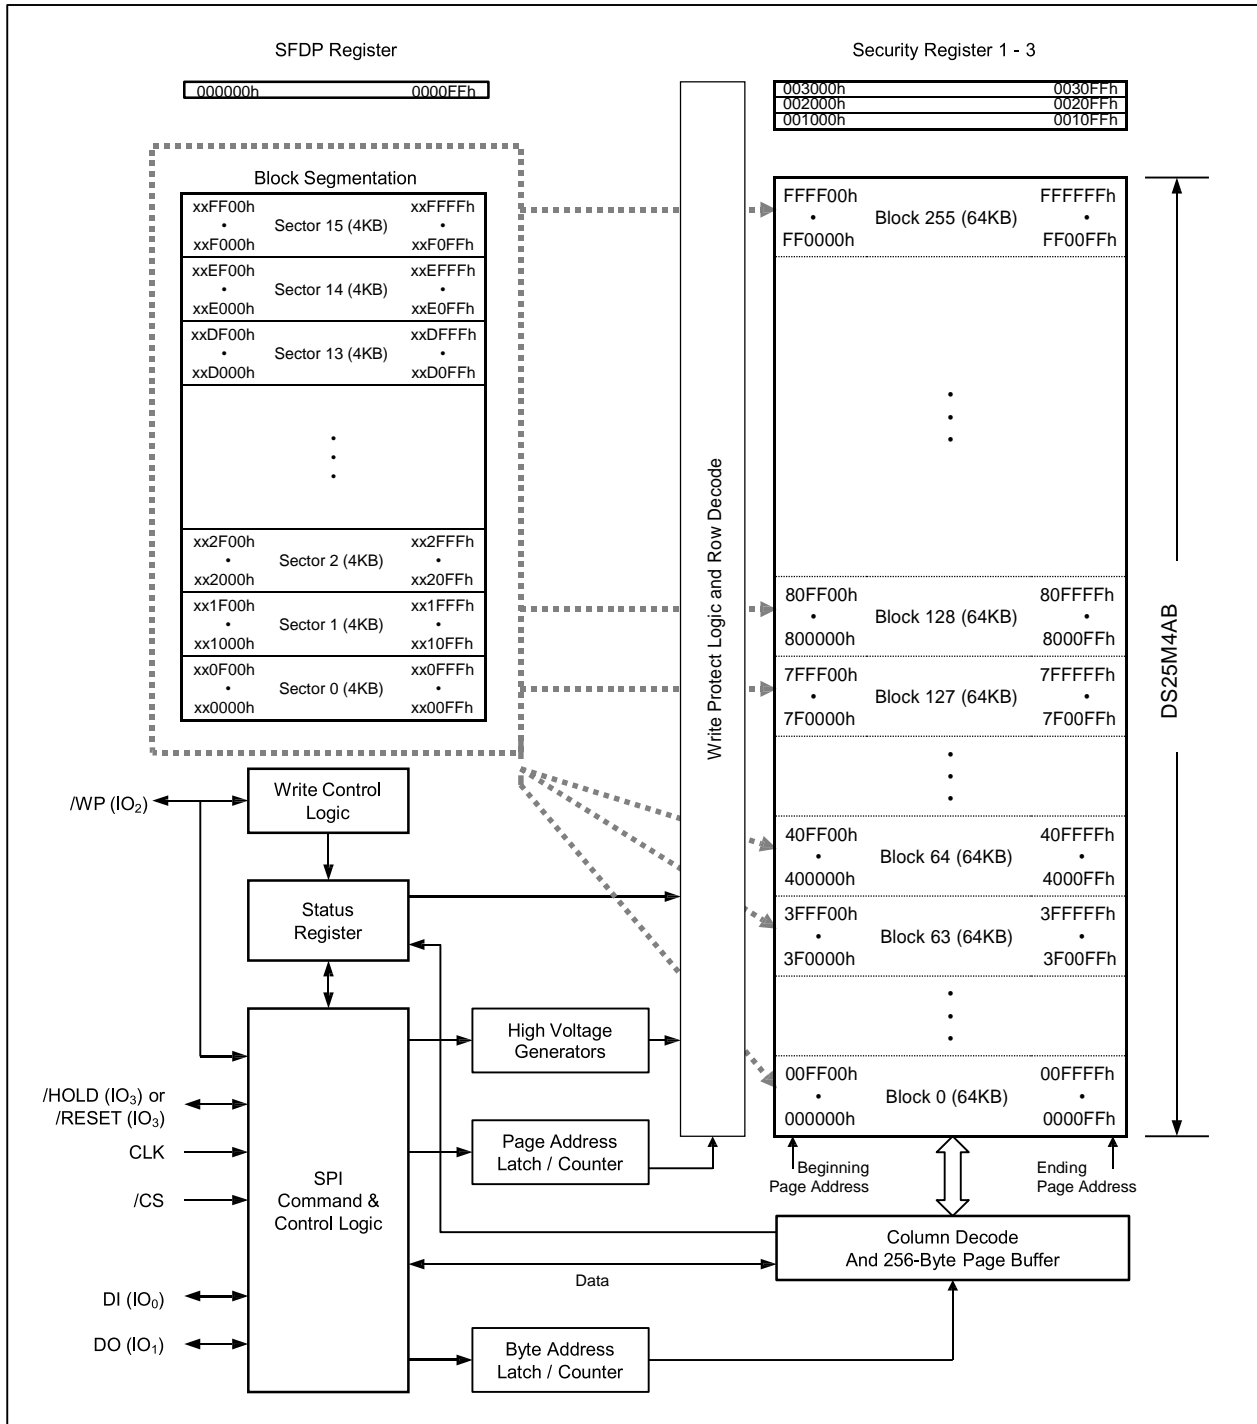 SFDP Register
000000h 0000FFh
Security Register 1 - 3
003000h 0030FFh
002000h 0020FFh
001000h 0010FFh
Block Segmentation
xxFF00h xxFFFFh
• Sector 15 (4KB) •
xxF000h xxF0FFh
xxEF00h xxEFFFh
• Sector 14 (4KB) •
xxE000h xxE0FFh
xxDF00h xxDFFFh
• Sector 13 (4KB) •
xxD000h xxD0FFh
xx2F00h xx2FFFh
• Sector 2 (4KB) •
xx2000h xx20FFh
xx1F00h xx1FFFh
• Sector 1 (4KB) •
xx1000h xx10FFh
xx0F00h xx0FFFh
• Sector 0 (4KB) •
xx0000h xx00FFh
Write Protect Logic and Row Decode
FFFF00h FFFFFFh
• Block 255 (64KB) •
FF0000h FF00FFh
80FF00h 80FFFFh
• Block 128 (64KB) •
800000h 8000FFh
7FFF00h 7FFFFFh
• Block 127 (64KB) •
7F0000h 7F00FFh
40FF00h 40FFFFh
• Block 64 (64KB) •
400000h 4000FFh
3FFF00h 3FFFFFh
• Block 63 (64KB) •
3F0000h 3F00FFh
00FF00h 00FFFFh
• Block 0 (64KB) •
000000h 0000FFh
DS25M4AB
Beginning
Page Address
Ending
Page Address
/WP (IO2)
Write Control
Logic
Status
Register
High Voltage
Generators
/HOLD (IO3) or
/RESET (IO3)
CLK
/CS
DI (IO0)
DO (IO1)
SPI
Command &
Control Logic
Page Address
Latch / Counter
Column Decode
And 256-Byte Page Buffer
Data
Byte Address
Latch / Counter